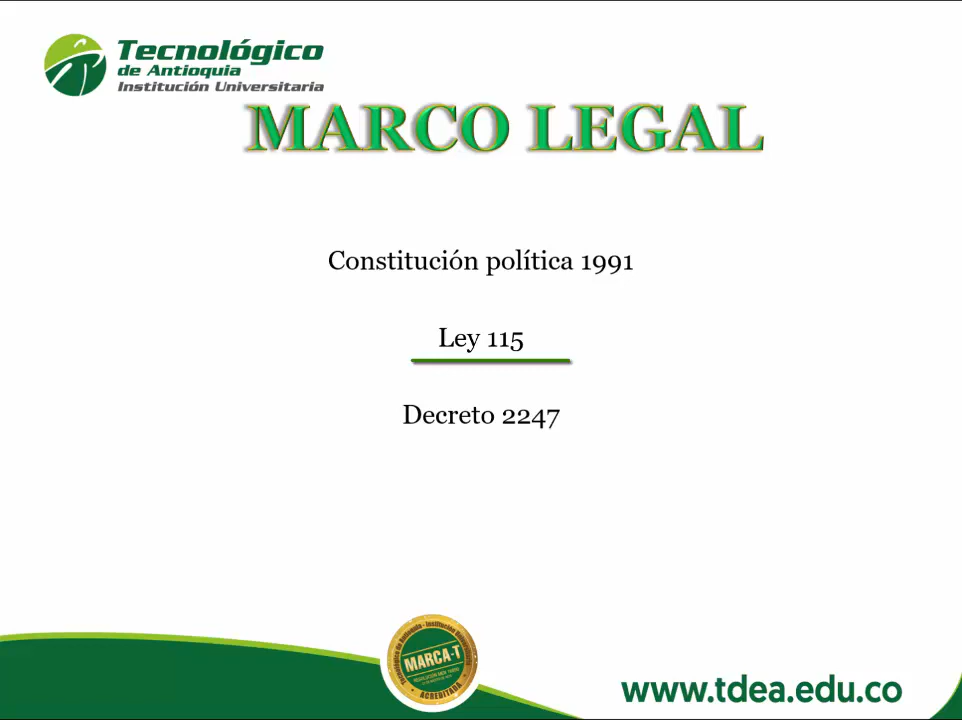 Tecnológico
de Antioquia
Institución Universitaria
MARCO LEGAL
Constitución política 1991
Ley 115
Decreto 2247
MARCA-T
ACREDITADA
www.tdea.edu.co